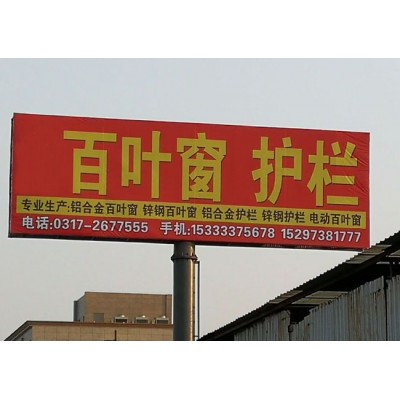 百叶窗 护栏
专业生产:铝合金百叶窗 锌钢百叶窗 铝合金护栏 锌钢护栏 电动百叶窗
电话:0317-2677555 手机:15333375678 15297381777